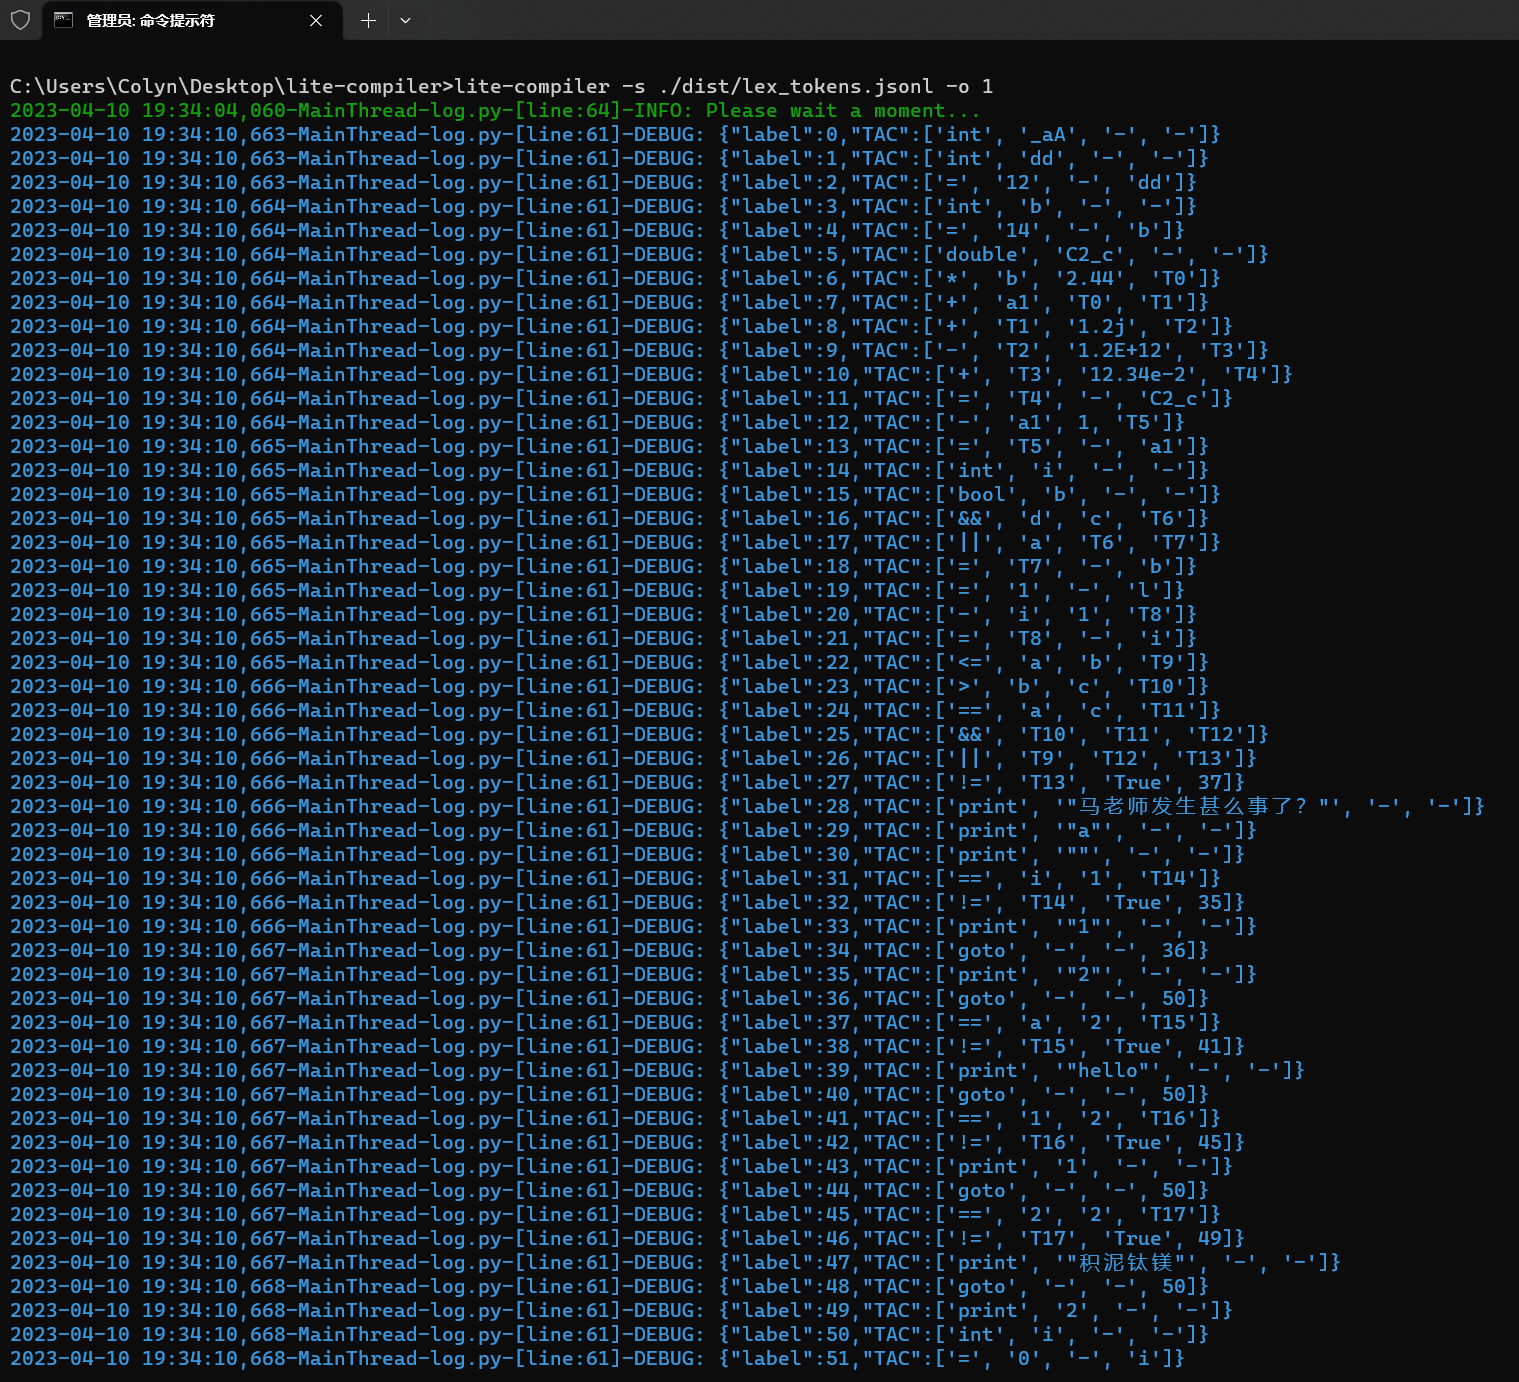 管理员: 命令提示符
C:\Users\Colyn\Desktop\lite-compiler>lite-compiler -s ./dist/lex_tokens.jsonl -o 1
2023-04-10 19:34:04,060-MainThread-log.py-[line:64]-INFO: Please wait a moment...
2023-04-10 19:34:10,663-MainThread-log.py-[line:61]-DEBUG: {"label":0,"TAC":['int', '_aA', '-', '-']}
2023-04-10 19:34:10,663-MainThread-log.py-[line:61]-DEBUG: {"label":1,"TAC":['int', 'dd', '-', '-']}
2023-04-10 19:34:10,663-MainThread-log.py-[line:61]-DEBUG: {"label":2,"TAC":['=', '12', '-', 'dd']}
2023-04-10 19:34:10,664-MainThread-log.py-[line:61]-DEBUG: {"label":3,"TAC":['int', 'b', '-', '-']}
2023-04-10 19:34:10,664-MainThread-log.py-[line:61]-DEBUG: {"label":4,"TAC":['=', '14', '-', 'b']}
2023-04-10 19:34:10,664-MainThread-log.py-[line:61]-DEBUG: {"label":5,"TAC":['double', 'C2_c', '-', '-']}
2023-04-10 19:34:10,664-MainThread-log.py-[line:61]-DEBUG: {"label":6,"TAC":['*', 'b', '2.44', 'T0']}
2023-04-10 19:34:10,664-MainThread-log.py-[line:61]-DEBUG: {"label":7,"TAC":['+', 'a1', 'T0', 'T1']}
2023-04-10 19:34:10,664-MainThread-log.py-[line:61]-DEBUG: {"label":8,"TAC":['+', 'T1', '1.2j', 'T2']}
2023-04-10 19:34:10,664-MainThread-log.py-[line:61]-DEBUG: {"label":9,"TAC":['-', 'T2', '1.2E+12', 'T3']}
2023-04-10 19:34:10,664-MainThread-log.py-[line:61]-DEBUG: {"label":10,"TAC":['+', 'T3', '12.34e-2', 'T4']}
2023-04-10 19:34:10,664-MainThread-log.py-[line:61]-DEBUG: {"label":11,"TAC":['=', 'T4', '-', 'C2_c']}
2023-04-10 19:34:10,664-MainThread-log.py-[line:61]-DEBUG: {"label":12,"TAC":['-', 'a1', 1, 'T5']}
2023-04-10 19:34:10,665-MainThread-log.py-[line:61]-DEBUG: {"label":13,"TAC":['=', 'T5', '-', 'a1']}
2023-04-10 19:34:10,665-MainThread-log.py-[line:61]-DEBUG: {"label":14,"TAC":['int', 'i', '-', '-']}
2023-04-10 19:34:10,665-MainThread-log.py-[line:61]-DEBUG: {"label":15,"TAC":['bool', 'b', '-', '-']}
2023-04-10 19:34:10,665-MainThread-log.py-[line:61]-DEBUG: {"label":16,"TAC":['&&', 'd', 'c', 'T6']}
2023-04-10 19:34:10,665-MainThread-log.py-[line:61]-DEBUG: {"label":17,"TAC":['||', 'a', 'T6', 'T7']}
2023-04-10 19:34:10,665-MainThread-log.py-[line:61]-DEBUG: {"label":18,"TAC":['=', 'T7', '-', 'b']}
2023-04-10 19:34:10,665-MainThread-log.py-[line:61]-DEBUG: {"label":19,"TAC":['=', '1', '-', 'l']}
2023-04-10 19:34:10,665-MainThread-log.py-[line:61]-DEBUG: {"label":20,"TAC":['-', 'i', '1', 'T8']}
2023-04-10 19:34:10,665-MainThread-log.py-[line:61]-DEBUG: {"label":21,"TAC":['=', 'T8', '-', 'i']}
2023-04-10 19:34:10,665-MainThread-log.py-[line:61]-DEBUG: {"label":22,"TAC":['<=', 'a', 'b', 'T9']}
2023-04-10 19:34:10,666-MainThread-log.py-[line:61]-DEBUG: {"label":23,"TAC":['>', 'b', 'c', 'T10']}
2023-04-10 19:34:10,666-MainThread-log.py-[line:61]-DEBUG: {"label":24,"TAC":['==', 'a', 'c', 'T11']}
2023-04-10 19:34:10,666-MainThread-log.py-[line:61]-DEBUG: {"label":25,"TAC":['&&', 'T10', 'T11', 'T12']}
2023-04-10 19:34:10,666-MainThread-log.py-[line:61]-DEBUG: {"label":26,"TAC":['||', 'T9', 'T12', 'T13']}
2023-04-10 19:34:10,666-MainThread-log.py-[line:61]-DEBUG: {"label":27,"TAC":['!=', 'T13', 'True', 37]}
2023-04-10 19:34:10,666-MainThread-log.py-[line:61]-DEBUG: {"label":28,"TAC":['print', '"马老师发生甚么事了？"', '-', '-']}
2023-04-10 19:34:10,666-MainThread-log.py-[line:61]-DEBUG: {"label":29,"TAC":['print', '"a"', '-', '-']}
2023-04-10 19:34:10,666-MainThread-log.py-[line:61]-DEBUG: {"label":30,"TAC":['print', '""', '-', '-']}
2023-04-10 19:34:10,666-MainThread-log.py-[line:61]-DEBUG: {"label":31,"TAC":['==', 'i', '1', 'T14']}
2023-04-10 19:34:10,666-MainThread-log.py-[line:61]-DEBUG: {"label":32,"TAC":['!=', 'T14', 'True', 35]}
2023-04-10 19:34:10,666-MainThread-log.py-[line:61]-DEBUG: {"label":33,"TAC":['print', '"1"', '-', '-']}
2023-04-10 19:34:10,667-MainThread-log.py-[line:61]-DEBUG: {"label":34,"TAC":['goto', '-', '-', 36]}
2023-04-10 19:34:10,667-MainThread-log.py-[line:61]-DEBUG: {"label":35,"TAC":['print', '"2"', '-', '-']}
2023-04-10 19:34:10,667-MainThread-log.py-[line:61]-DEBUG: {"label":36,"TAC":['goto', '-', '-', 50]}
2023-04-10 19:34:10,667-MainThread-log.py-[line:61]-DEBUG: {"label":37,"TAC":['==', 'a', '2', 'T15']}
2023-04-10 19:34:10,667-MainThread-log.py-[line:61]-DEBUG: {"label":38,"TAC":['!=', 'T15', 'True', 41]}
2023-04-10 19:34:10,667-MainThread-log.py-[line:61]-DEBUG: {"label":39,"TAC":['print', '"hello"', '-', '-']}
2023-04-10 19:34:10,667-MainThread-log.py-[line:61]-DEBUG: {"label":40,"TAC":['goto', '-', '-', 50]}
2023-04-10 19:34:10,667-MainThread-log.py-[line:61]-DEBUG: {"label":41,"TAC":['==', '1', '2', 'T16']}
2023-04-10 19:34:10,667-MainThread-log.py-[line:61]-DEBUG: {"label":42,"TAC":['!=', 'T16', 'True', 45]}
2023-04-10 19:34:10,667-MainThread-log.py-[line:61]-DEBUG: {"label":43,"TAC":['print', '1', '-', '-']}
2023-04-10 19:34:10,667-MainThread-log.py-[line:61]-DEBUG: {"label":44,"TAC":['goto', '-', '-', 50]}
2023-04-10 19:34:10,667-MainThread-log.py-[line:61]-DEBUG: {"label":45,"TAC":['==', '2', '2', 'T17']}
2023-04-10 19:34:10,667-MainThread-log.py-[line:61]-DEBUG: {"label":46,"TAC":['!=', 'T17', 'True', 49]}
2023-04-10 19:34:10,667-MainThread-log.py-[line:61]-DEBUG: {"label":47,"TAC":['print', '"积泥钛镁"', '-', '-']}
2023-04-10 19:34:10,668-MainThread-log.py-[line:61]-DEBUG: {"label":48,"TAC":['goto', '-', '-', 50]}
2023-04-10 19:34:10,668-MainThread-log.py-[line:61]-DEBUG: {"label":49,"TAC":['print', '2', '-', '-']}
2023-04-10 19:34:10,668-MainThread-log.py-[line:61]-DEBUG: {"label":50,"TAC":['int', 'i', '-', '-']}
2023-04-10 19:34:10,668-MainThread-log.py-[line:61]-DEBUG: {"label":51,"TAC":['=', '0', '-', 'i']}